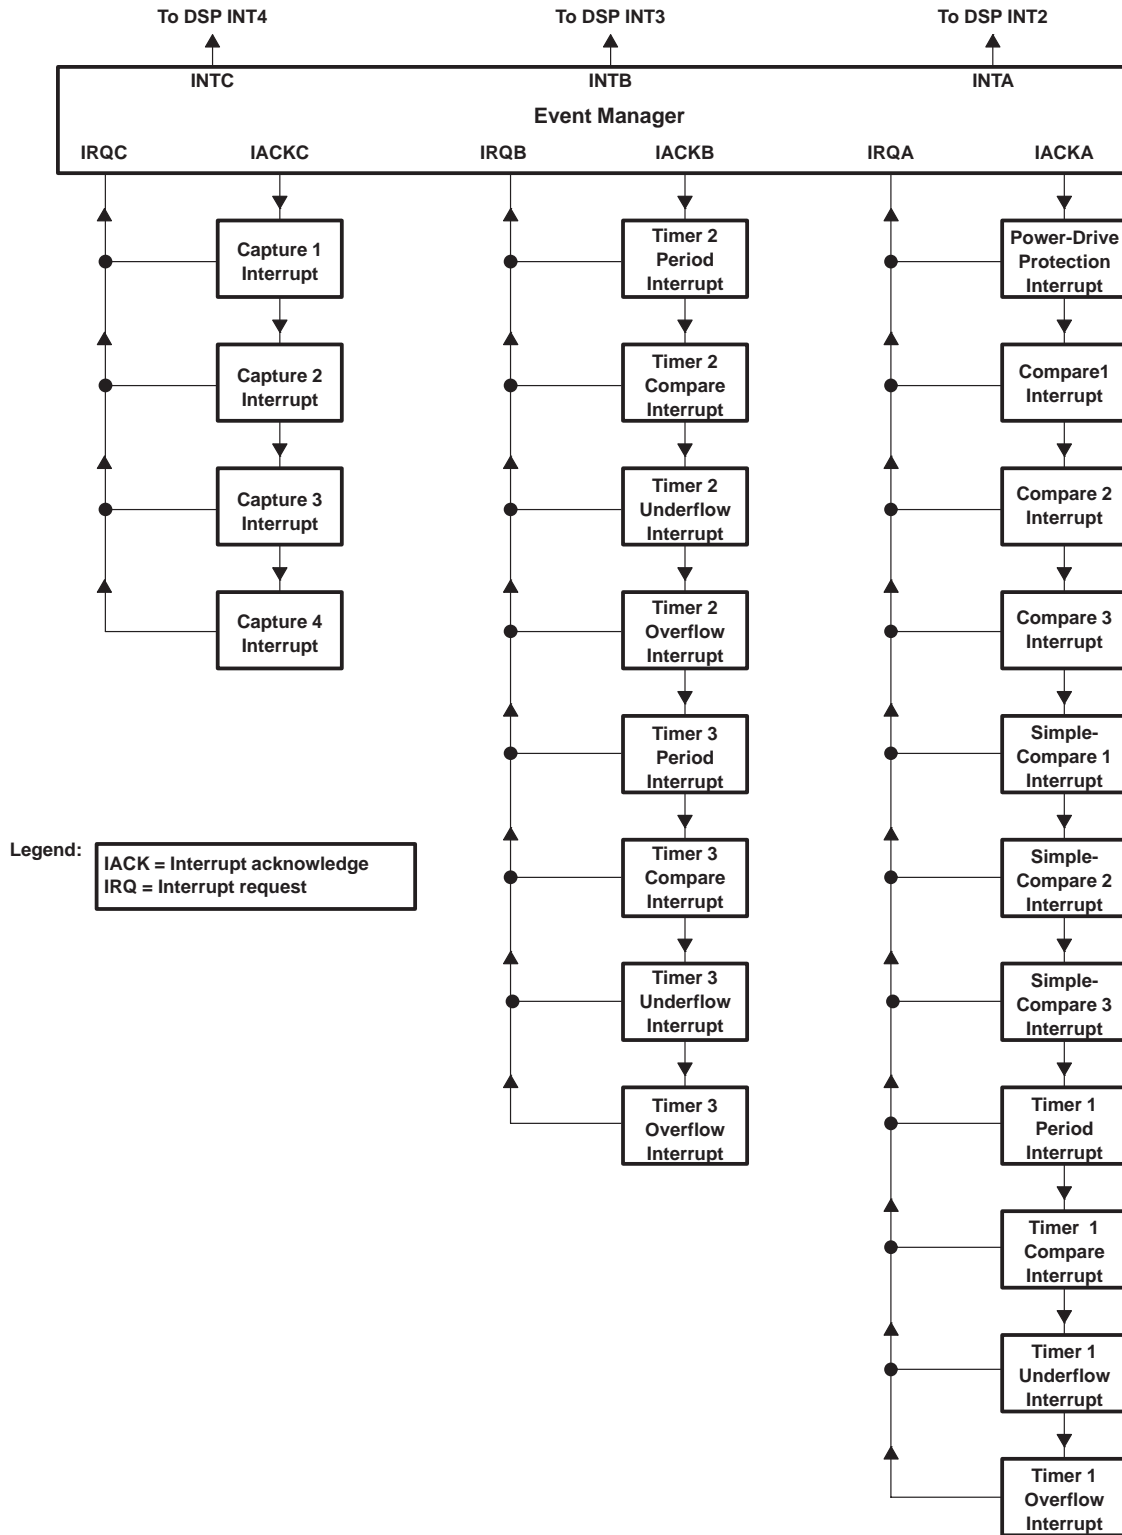 To DSP INT4
To DSP INT3
To DSP INT2
INTC
INTB
INTA
Event Manager
IRQC
IACKC
IRQB
IACKB
IRQA
IACKA
Capture 1
Interrupt
Capture 2
Interrupt
Capture 3
Interrupt
Capture 4
Interrupt
Timer 2
Period
Interrupt
Timer 2
Compare
Interrupt
Timer 2
Underflow
Interrupt
Timer 2
Overflow
Interrupt
Timer 3
Period
Interrupt
Timer 3
Compare
Interrupt
Timer 3
Underflow
Interrupt
Timer 3
Overflow
Interrupt
Power-Drive
Protection
Interrupt
Compare1
Interrupt
Compare 2
Interrupt
Compare 3
Interrupt
Simple-
Compare 1
Interrupt
Simple-
Compare 2
Interrupt
Simple-
Compare 3
Interrupt
Timer 1
Period
Interrupt
Timer 1
Compare
Interrupt
Timer 1
Underflow
Interrupt
Timer 1
Overflow
Interrupt
Legend:
IACK = Interrupt acknowledge
IRQ = Interrupt request